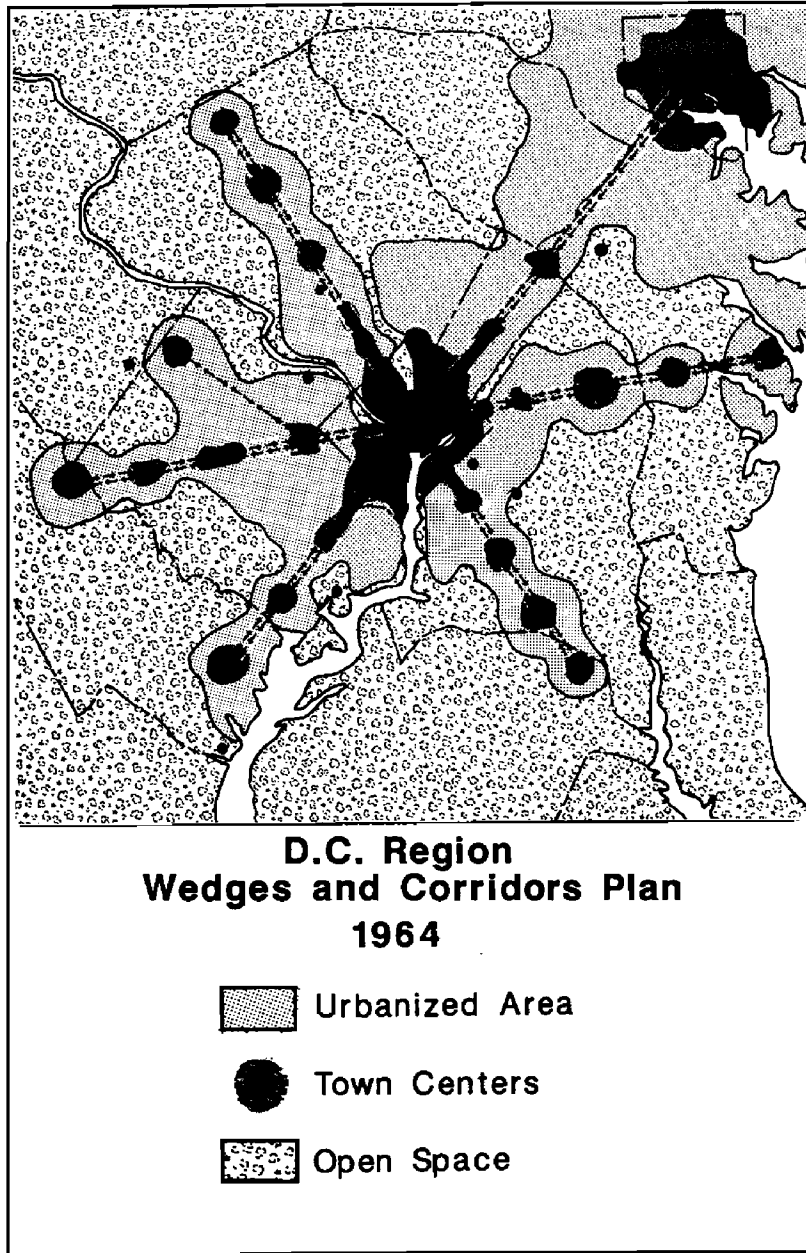 D.C. Region
Wedges and Corridors Plan
1964
Urbanized Area
Town Centers
Open Space